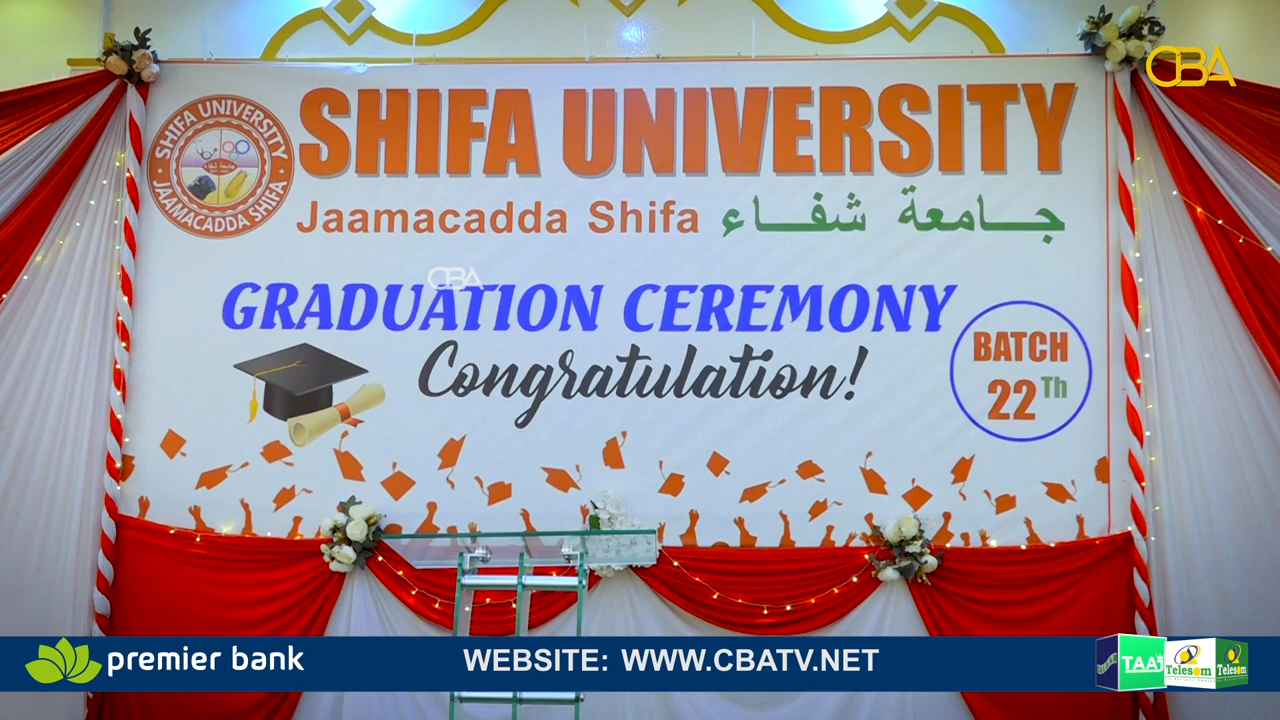 CBA
SHIFA UNIVERSITY
SHIFA UNIVERSITY
JAAMACADDA SHIFA
Jaamacadda Shifa جامعة شفاء
CBA
GRADUATION CEREMONY
Congratulation!
BATCH
22Th
premier bank
WEBSITE: WWW.CBATV.NET
Telesom
Telesom